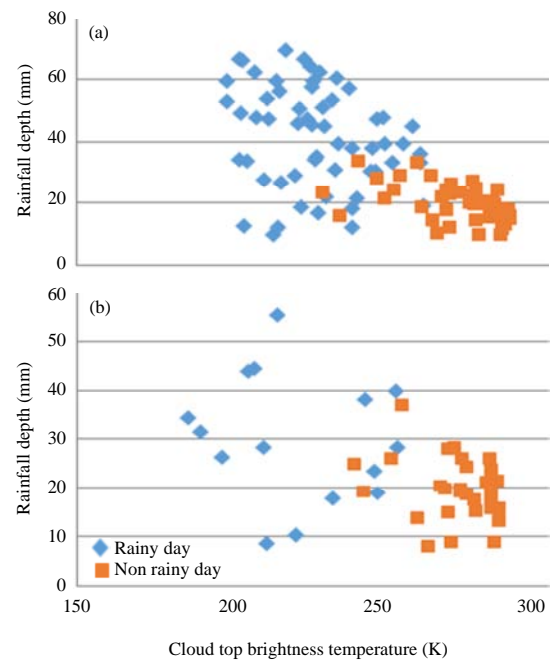 (a)
Rainfall depth (mm)
80
60
40
20
0
(b)
Rainfall depth (mm)
60
50
40
30
20
10
0
Rainy day
Non rainy day
150 200 250 300
Cloud top brightness temperature (K)